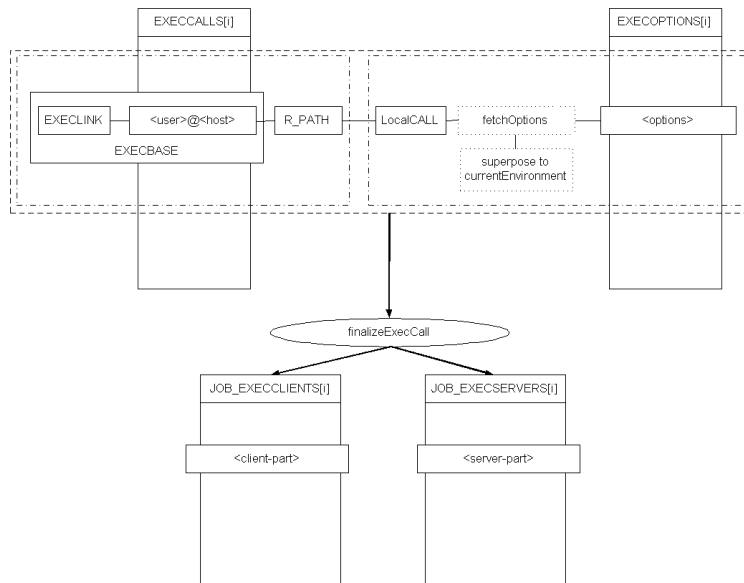 EXECCALLS[i]
EXECOPTIONS[i]
EXECLINK
<user>@<host>
R_PATH
LocalCALL
fetchOptions
<options>
EXECBASE
superpose to
currentEnvironment
finalizeExecCall
JOB_EXECCLIENTS[i]
JOB_EXECSERVERS[i]
<client-part>
<server-part>